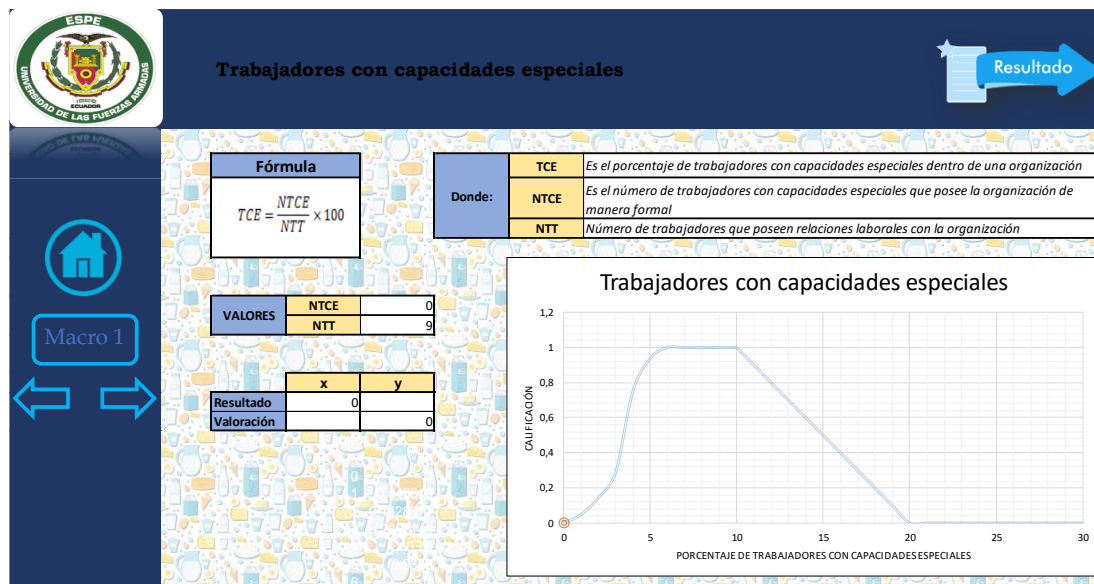 ESPE
UNIVERSIDAD DE LAS FUERZAS ARMADAS
ECUADOR
Trabajadores con capacidades especiales
Resultado
Macro 1
Fórmula
TCE = NTCE / NTT × 100
Donde:
TCE Es el porcentaje de trabajadores con capacidades especiales dentro de una organización
NTCE Es el número de trabajadores con capacidades especiales que posee la organización de
manera formal
NTT Número de trabajadores que poseen relaciones laborales con la organización
VALORES
NTCE 0
NTT 9
x y
Resultado 0
Valoración 0
Trabajadores con capacidades especiales
CALIFICACIÓN
1,2
1
0,8
0,6
0,4
0,2
0
0 5 10 15 20 25 30
PORCENTAJE DE TRABAJADORES CON CAPACIDADES ESPECIALES